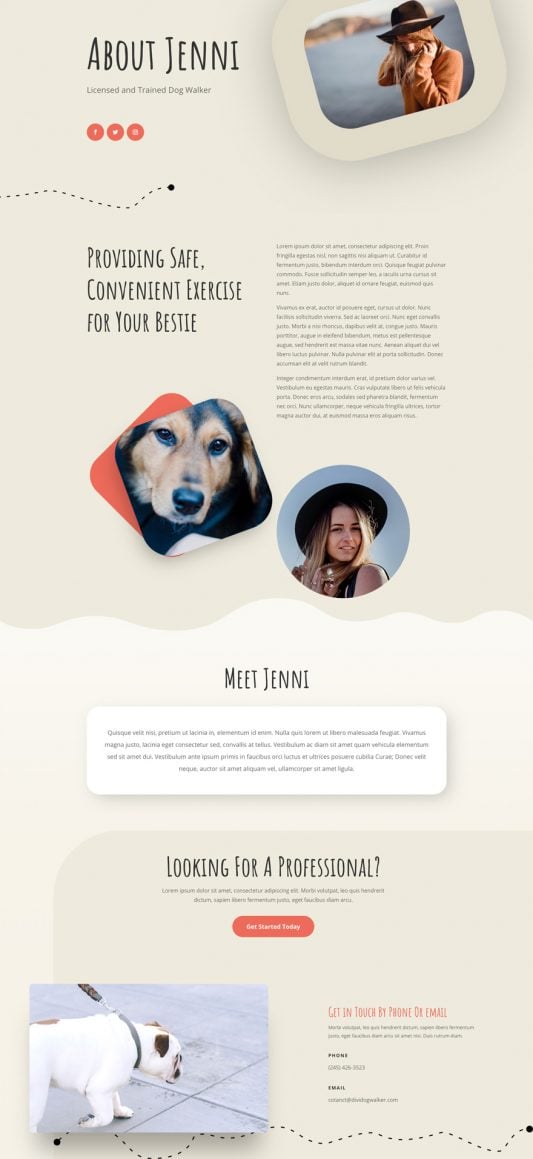 About Jenni
Licensed and Trained Dog Walker
Providing Safe,
Convenient Exercise
for Your Bestie
Lorem ipsum dolor sit amet, consectetur adipiscing elit. Proin
fringilla egestas nisl, non sagittis nisi aliquam ut. Curabitur id
fermentum justo, bibendum interdum orci. Quisque feugiat pulvinar
commodo. Fusce sollicitudin semper leo, a iaculis urna cursus sit
amet. Etiam justo dolor, aliquet id ornare feugiat, euismod quis
nunc.
Vivamus ex erat, auctor id posuere eget, cursus ut dolor. Nunc
facilisis sollicitudin viverra. Sed ac laoreet orci. Nunc eget convallis
justo. Morbi a nisi rhoncus, dapibus velit at, congue justo. Mauris
porttitor, augue in eleifend bibendum, metus est pellentesque
augue, sed hendrerit est massa vitae nunc. Aenean aliquet dui vel
libero luctus pulvinar. Nulla pulvinar elit at porta sollicitudin. Donec
accumsan elit at velit rutrum blandit.
Integer condimentum interdum erat, id pretium dolor varius vel.
Vestibulum eu egestas mauris. Cras vulputate libero ut felis vehicula
porta. Donec eros arcu, sodales sed pharetra blandit, fermentum
nec orci. Nunc ullamcorper, neque vehicula fringilla ultrices, tortor
magna auctor dui, at euismod massa eros aliquam risus.
Meet Jenni
Quisque velit nisi, pretium ut lacinia in, elementum id enim. Nulla quis lorem ut libero malesuada feugiat. Vivamus
magna justo, lacinia eget consectetur sed, convallis at tellus. Vestibulum ac diam sit amet quam vehicula elementum
sed sit amet dui. Vestibulum ante ipsum primis in faucibus orci luctus et ultrices posuere cubilia Curae; Donec velit
neque, auctor sit amet aliquam vel, ullamcorper sit amet ligula.
Looking For A Professional?
Lorem ipsum dolor sit amet, consectetur adipiscing elit. Morbi volutpat, leo quis hendrerit
dictum, sapien libero fermentum justo, eget faucibus diam arcu.
Get Started Today
Get in Touch By Phone Or email
Morbi volutpat, leo quis hendrerit dictum, sapien libero fermentum
justo, eget faucibus diam arcu sit amet nisi. Duis rutrum diam.
PHONE
(245) 426-3523
EMAIL
cotanct@dividogwalker.com